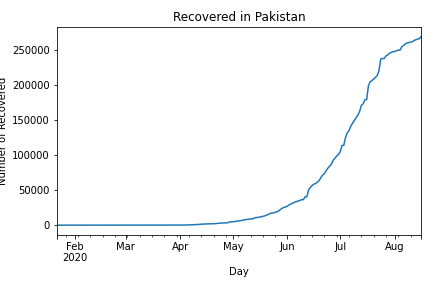 Recovered in Pakistan
Number of Recovered
250000
200000
150000
100000
50000
0
Feb Mar Apr May Jun Jul Aug
2020
Day